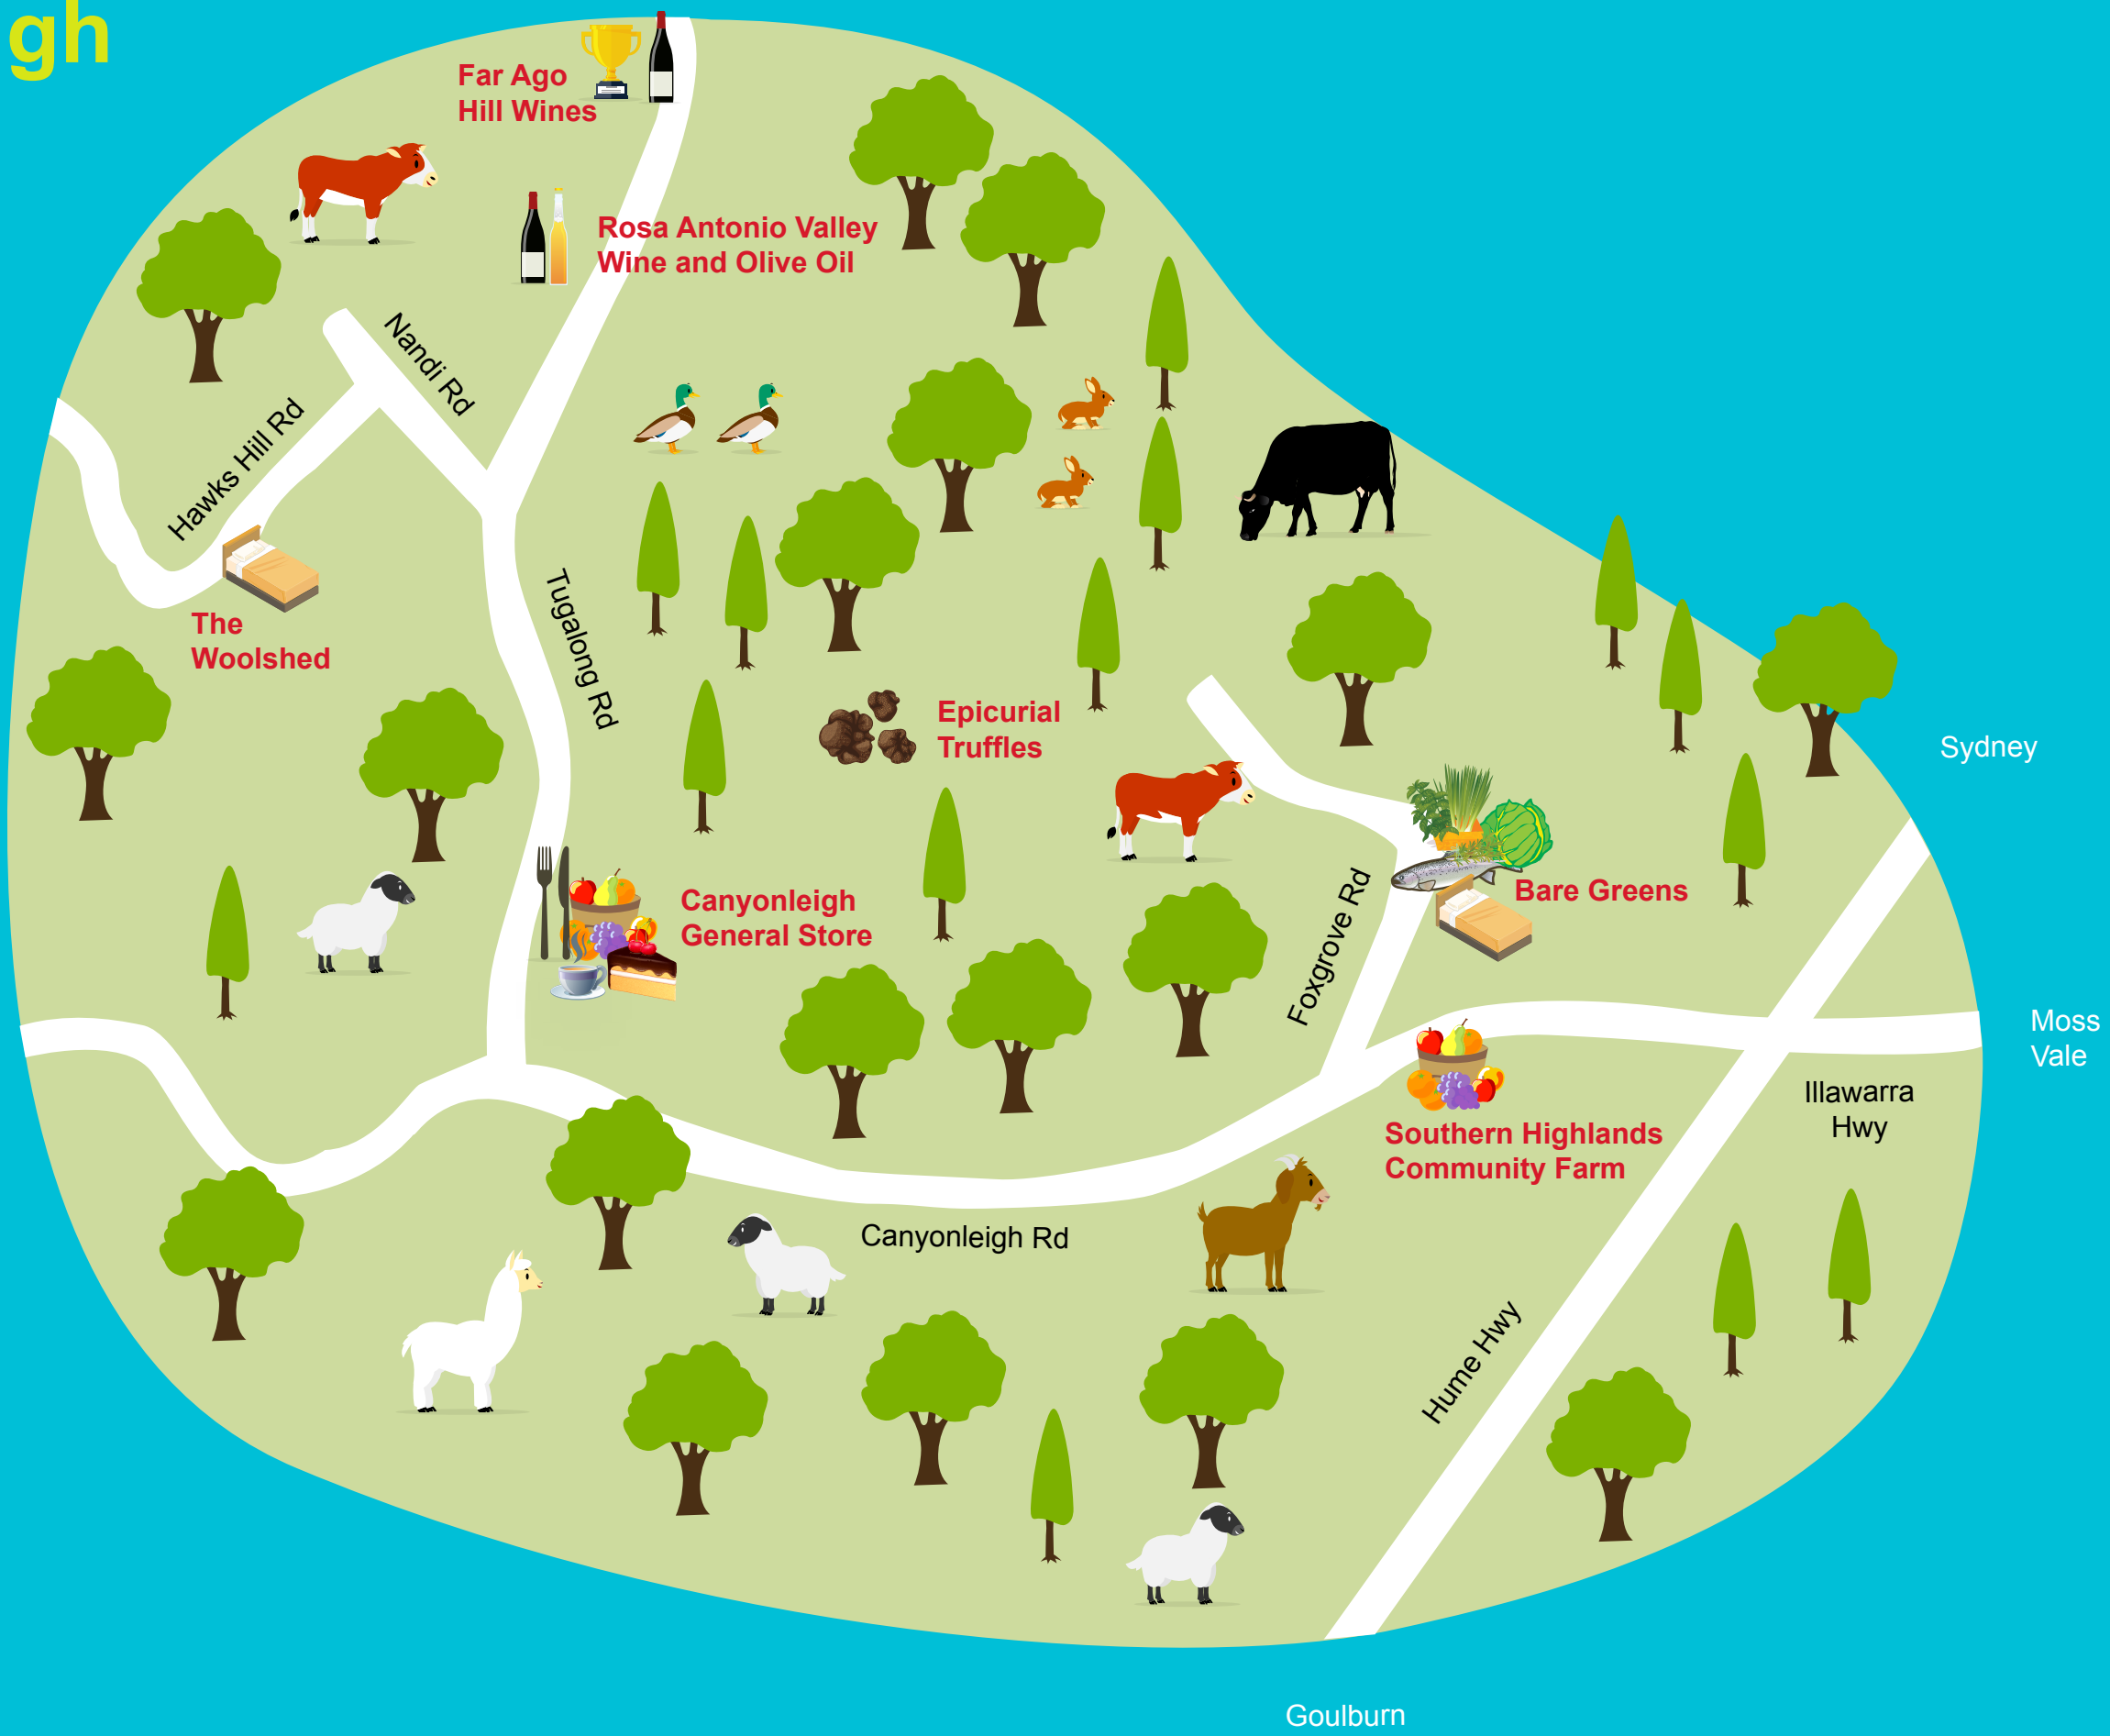 gh
Far Ago
Hill Wines
Rosa Antonio Valley
Wine and Olive Oil
Nandi Rd
Hawks Hill Rd
The
Woolshed
Tugalong Rd
Epicurial
Truffles
Sydney
Canyonleigh
General Store
Foxgrove Rd
Bare Greens
Moss
Vale
Illawarra
Hwy
Southern Highlands
Community Farm
Canyonleigh Rd
Hume Hwy
Goulburn